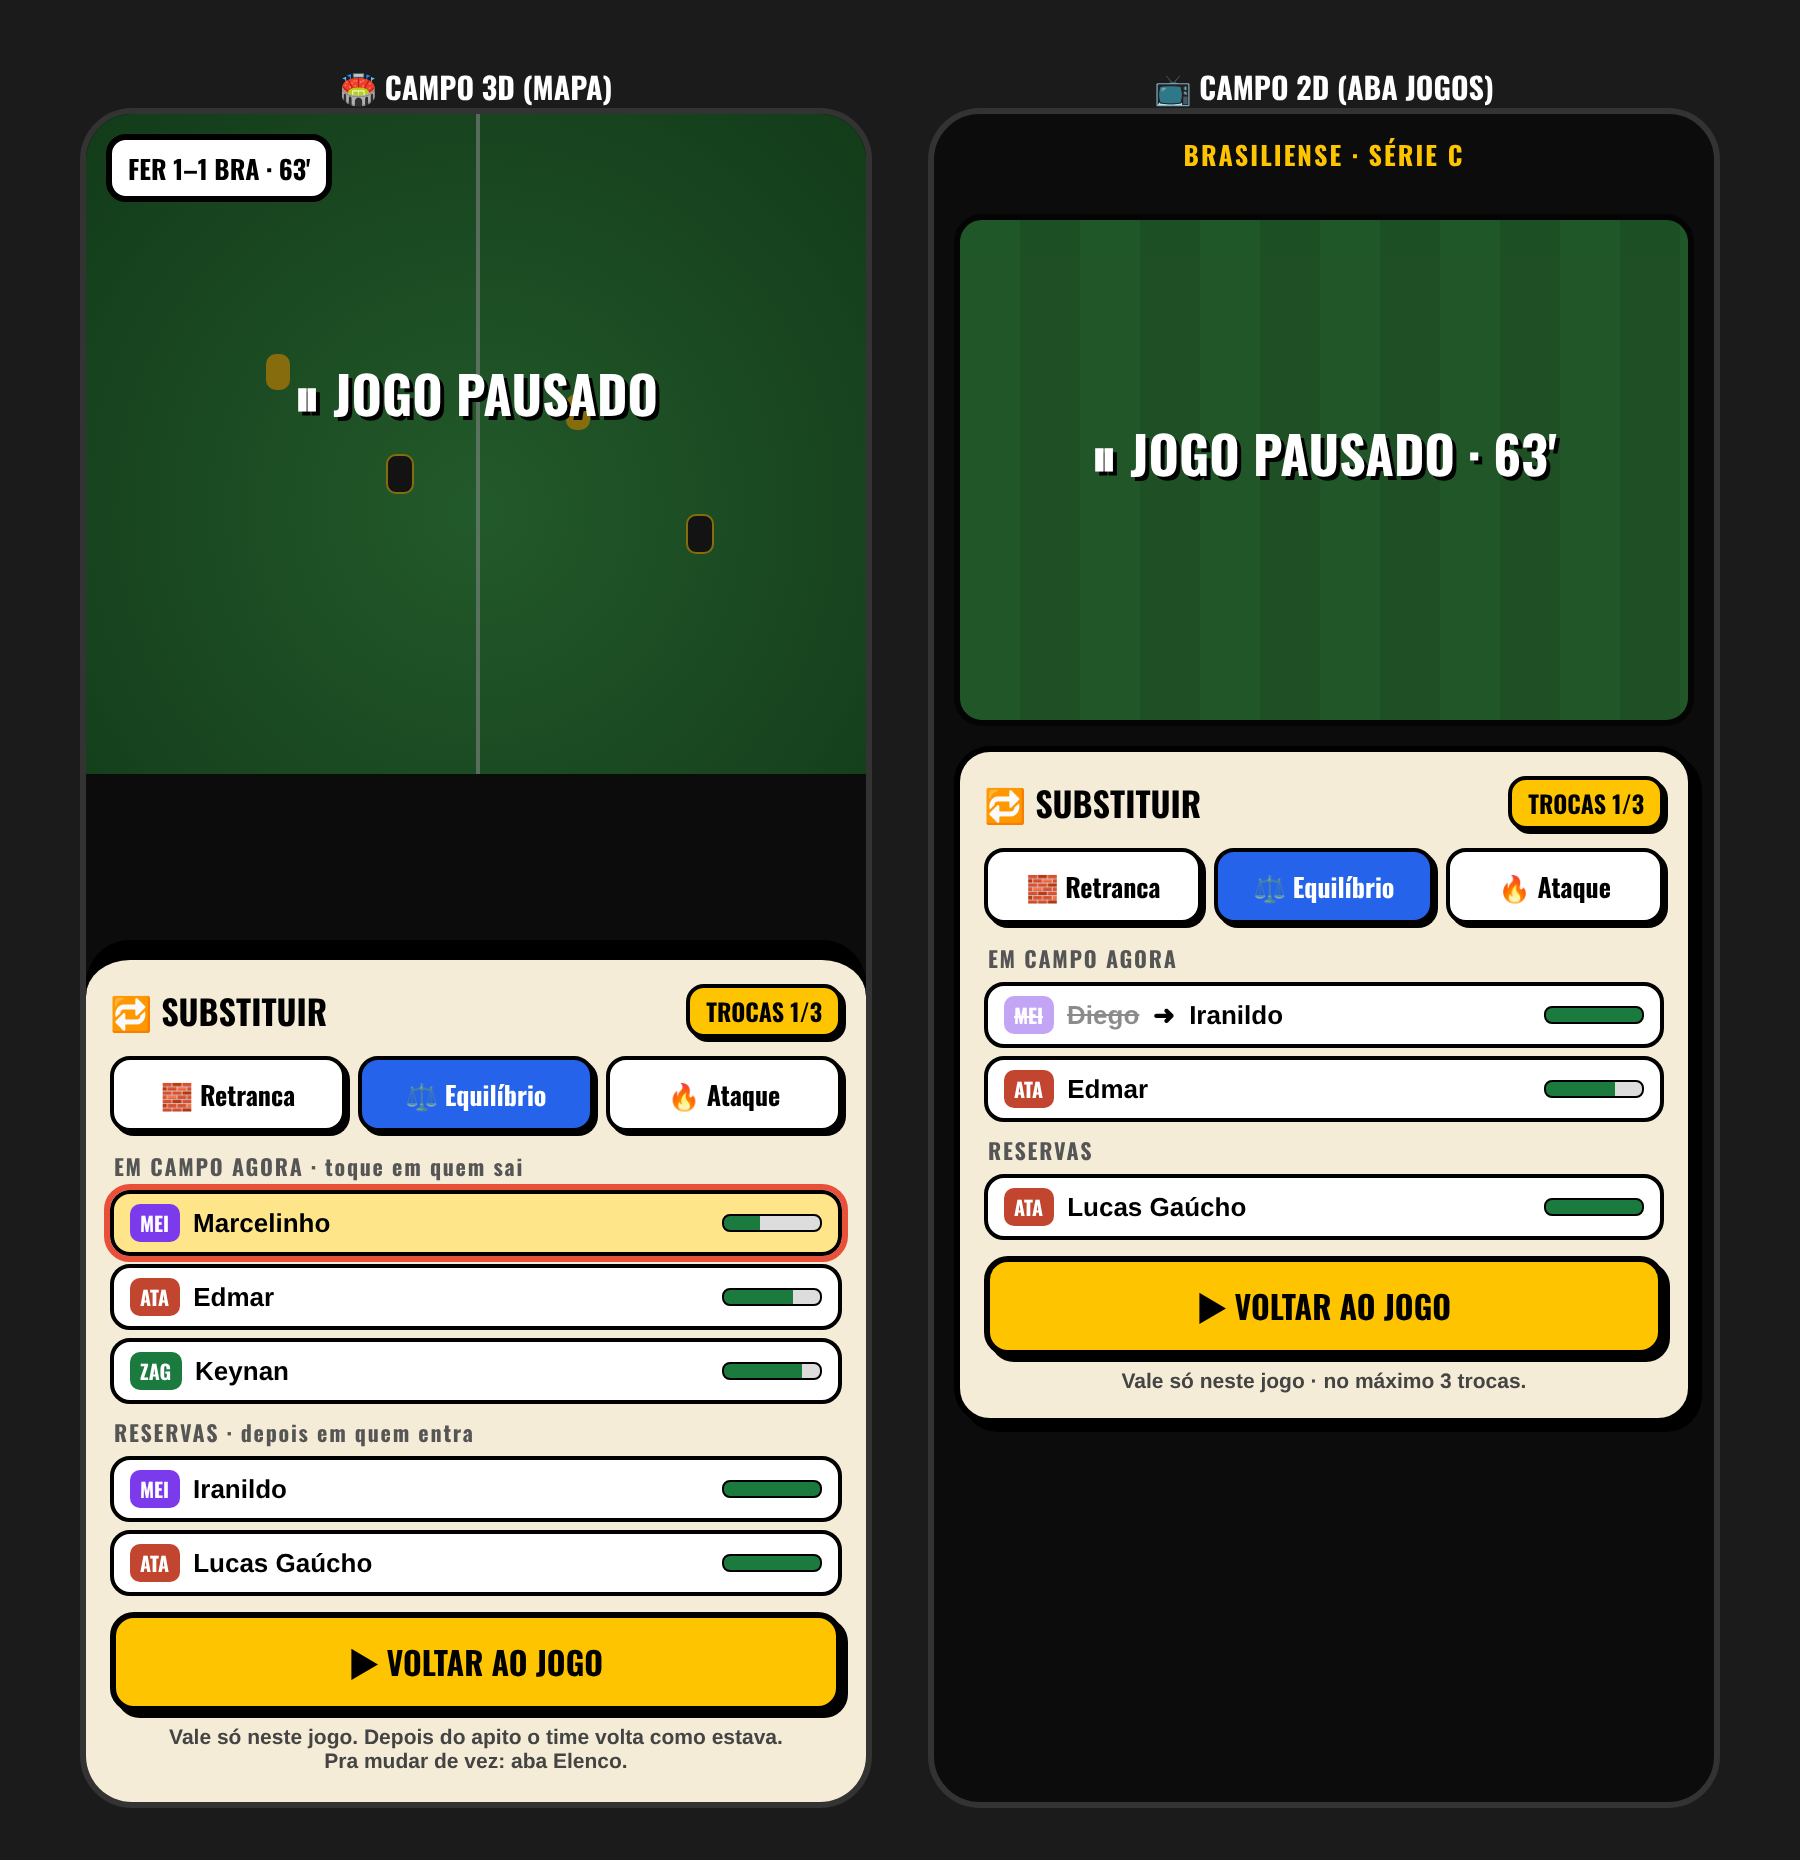 CAMPO 3D (MAPA)
FER 1–1 BRA · 63'
JOGO PAUSADO
SUBSTITUIR
TROCAS 1/3
Retranca
Equilíbrio
Ataque
EM CAMPO AGORA · toque em quem sai
MEI Marcelinho
ATA Edmar
ZAG Keynan
RESERVAS · depois em quem entra
MEI Iranildo
ATA Lucas Gaúcho
VOLTAR AO JOGO
Vale só neste jogo. Depois do apito o time volta como estava.
Pra mudar de vez: aba Elenco.
CAMPO 2D (ABA JOGOS)
BRASILIENSE · SÉRIE C
JOGO PAUSADO · 63'
SUBSTITUIR
TROCAS 1/3
Retranca
Equilíbrio
Ataque
EM CAMPO AGORA
MEI Diego ➜ Iranildo
ATA Edmar
RESERVAS
ATA Lucas Gaúcho
VOLTAR AO JOGO
Vale só neste jogo · no máximo 3 trocas.